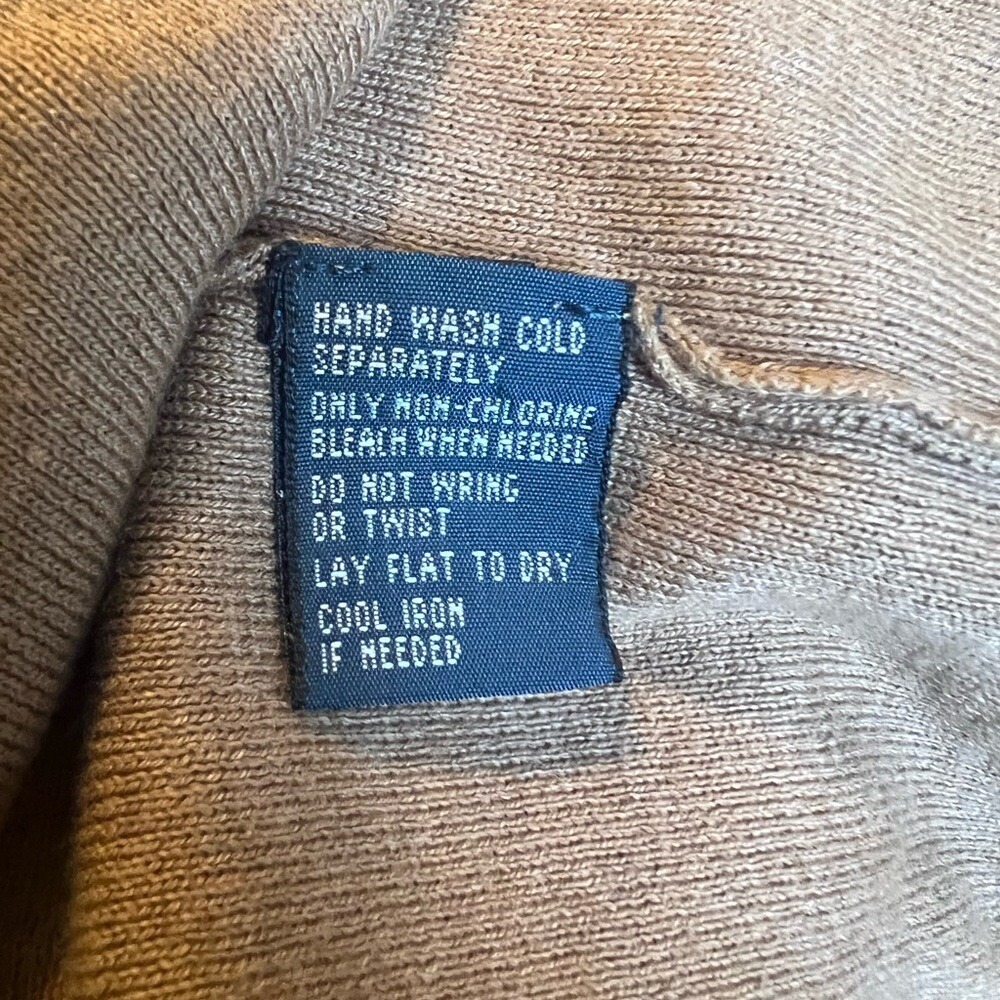 HAND WASH COLD
SEPARATELY
ONLY NON-CHLORINE
BLEACH WHEN NEEDED
DO NOT WRING
OR TWIST
LAY FLAT TO DRY
COOL IRON
IF NEEDED